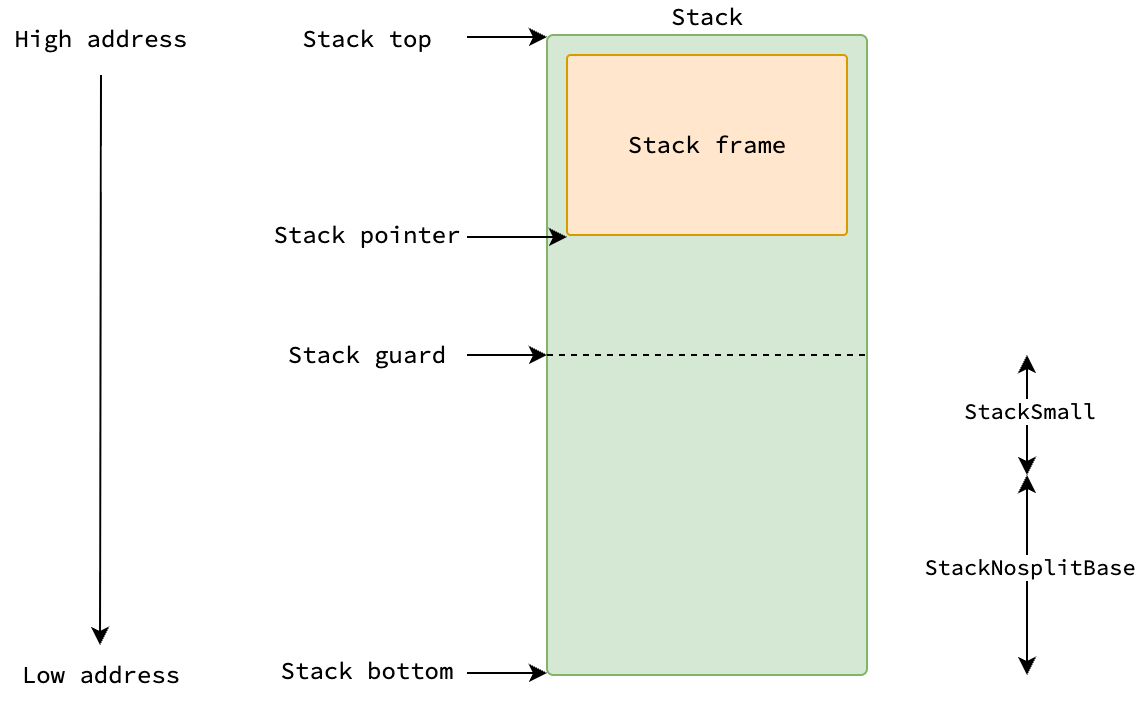 Stack
High address
Stack top
Stack frame
Stack pointer
Stack guard
StackSmall
StackNosplitBase
Stack bottom
Low address